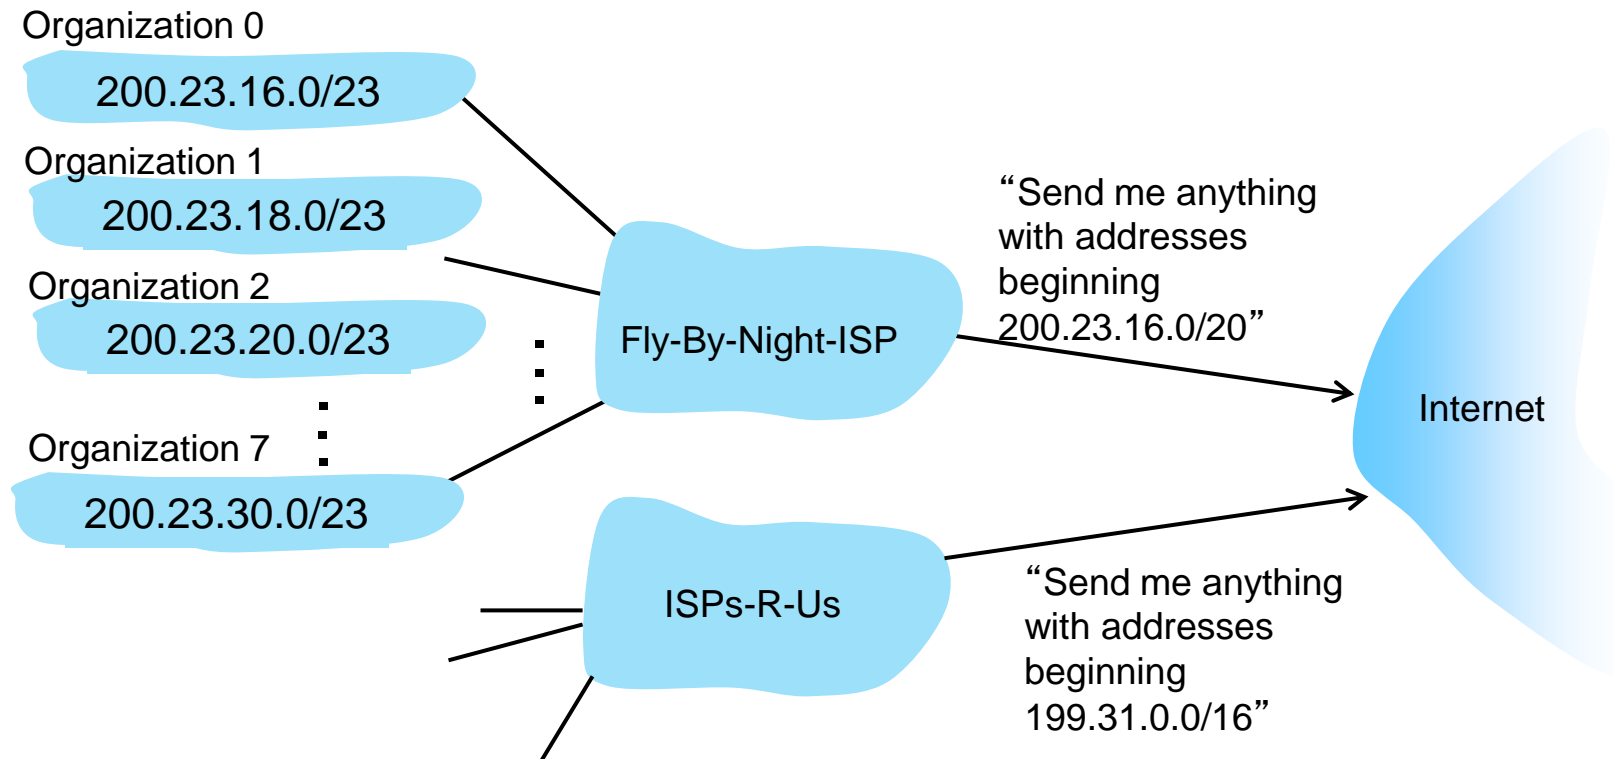 Organization 0
200.23.16.0/23
Organization 1
200.23.18.0/23
Organization 2
200.23.20.0/23
Organization 7
200.23.30.0/23
Fly-By-Night-ISP
“Send me anything
with addresses
beginning
200.23.16.0/20”
Internet
ISPs-R-Us
“Send me anything
with addresses
beginning
199.31.0.0/16”